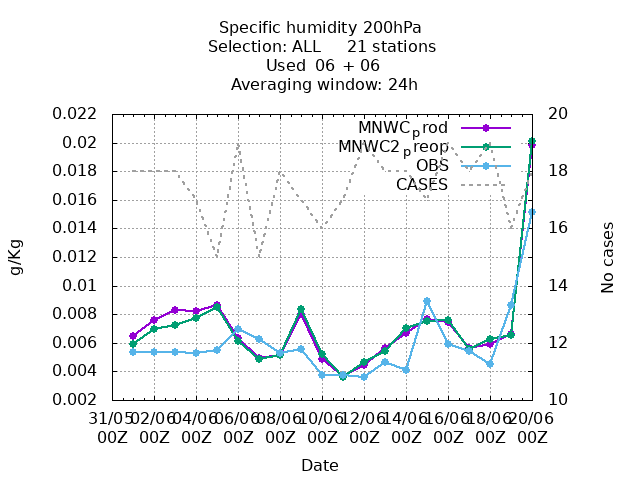 Specific humidity 200hPa
Selection: ALL 21 stations
Used 06 + 06
Averaging window: 24h
MNWC_prod
MNWC2_preop
OBS
CASES
0.022
0.02
0.018
0.016
0.014
0.012
0.01
0.008
0.006
0.004
0.002
g/Kg
20
18
16
14
12
10
No cases
31/05 02/06 04/06 06/06 08/06 10/06 12/06 14/06 16/06 18/06 20/06
00Z 00Z 00Z 00Z 00Z 00Z 00Z 00Z 00Z 00Z 00Z
Date